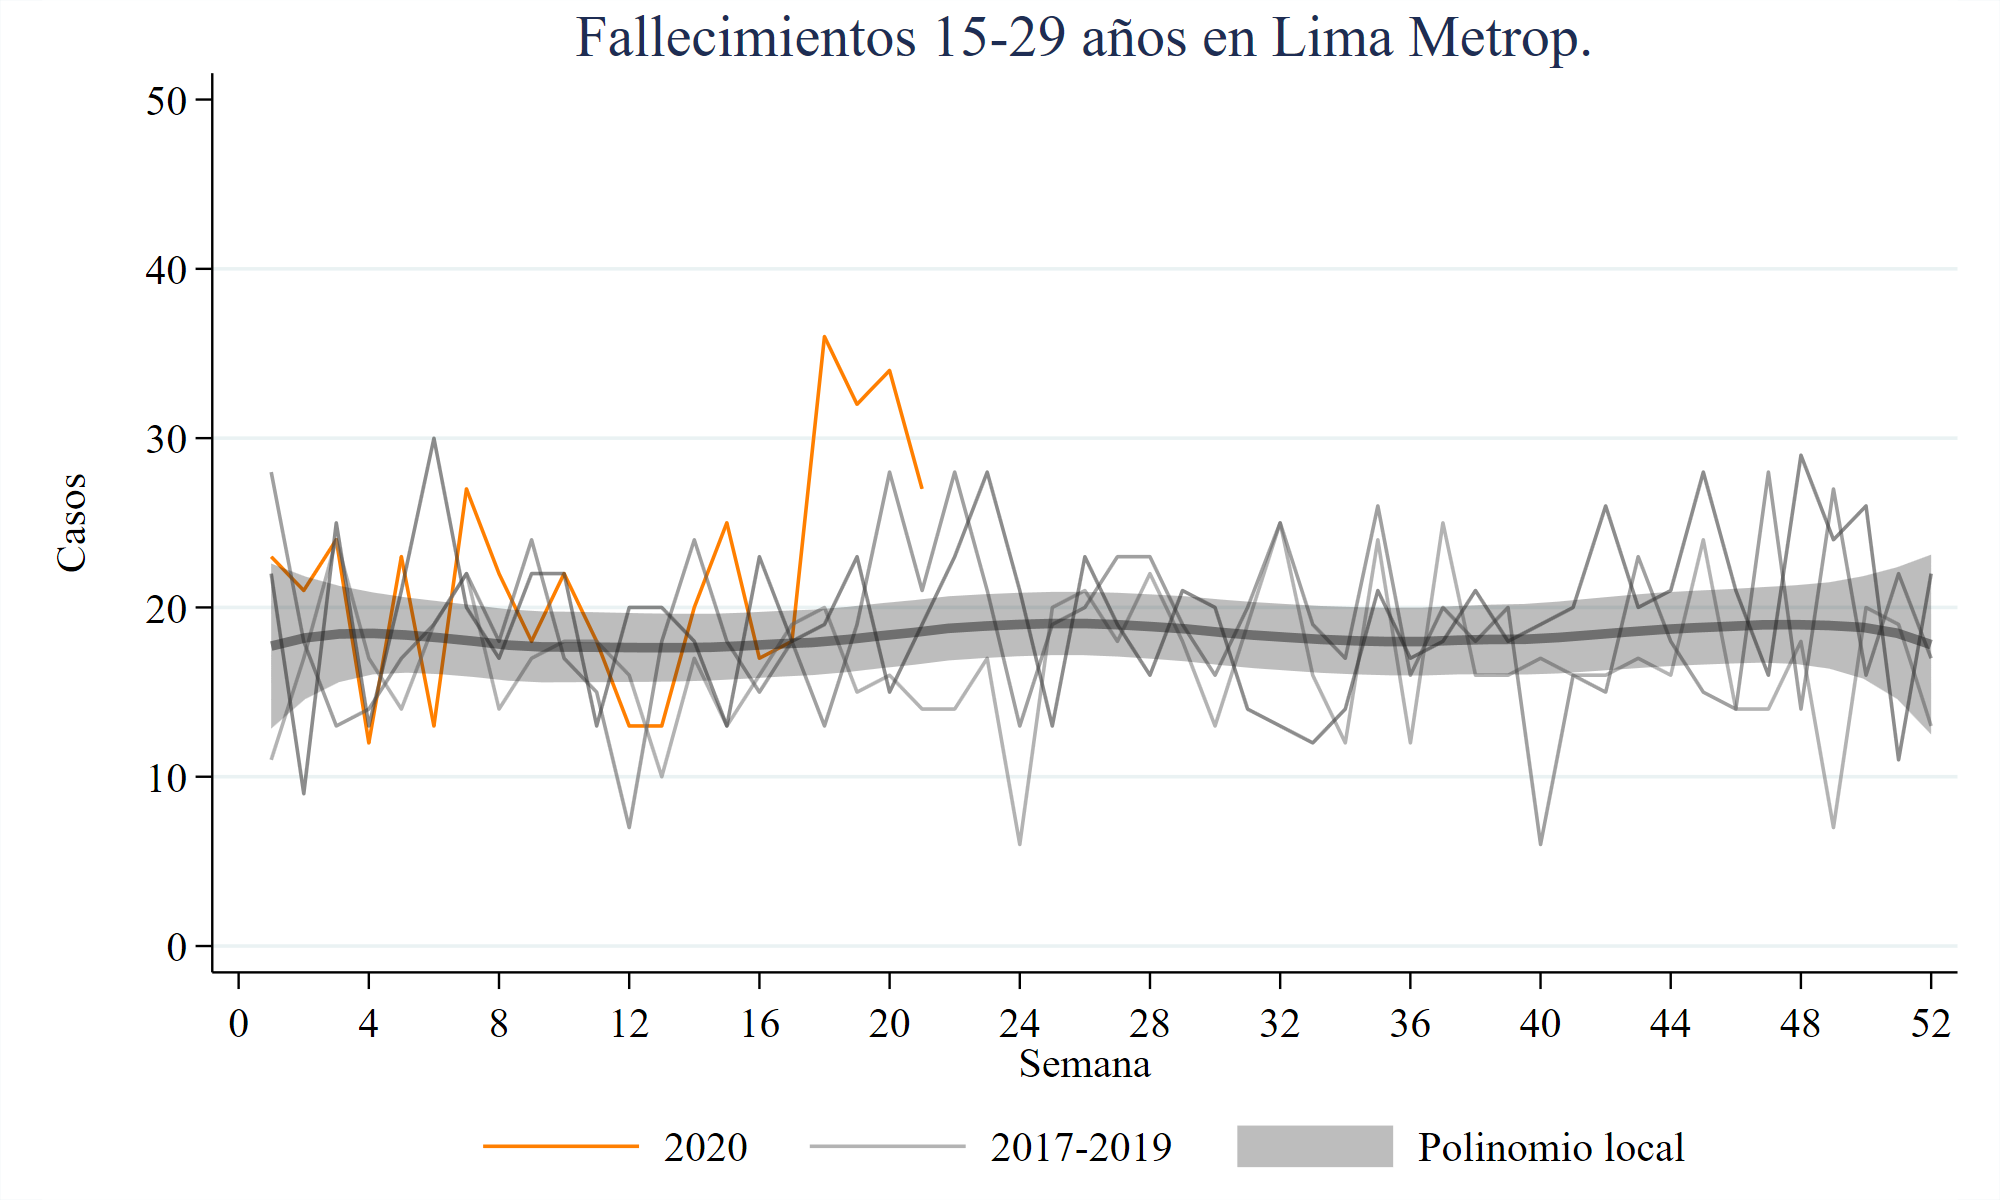 Fallecimientos 15-29 años en Lima Metrop.
50
40
30
20
10
0
Casos
0 4 8 12 16 20 24 28 32 36 40 44 48 52
Semana
2020 2017-2019 Polinomio local